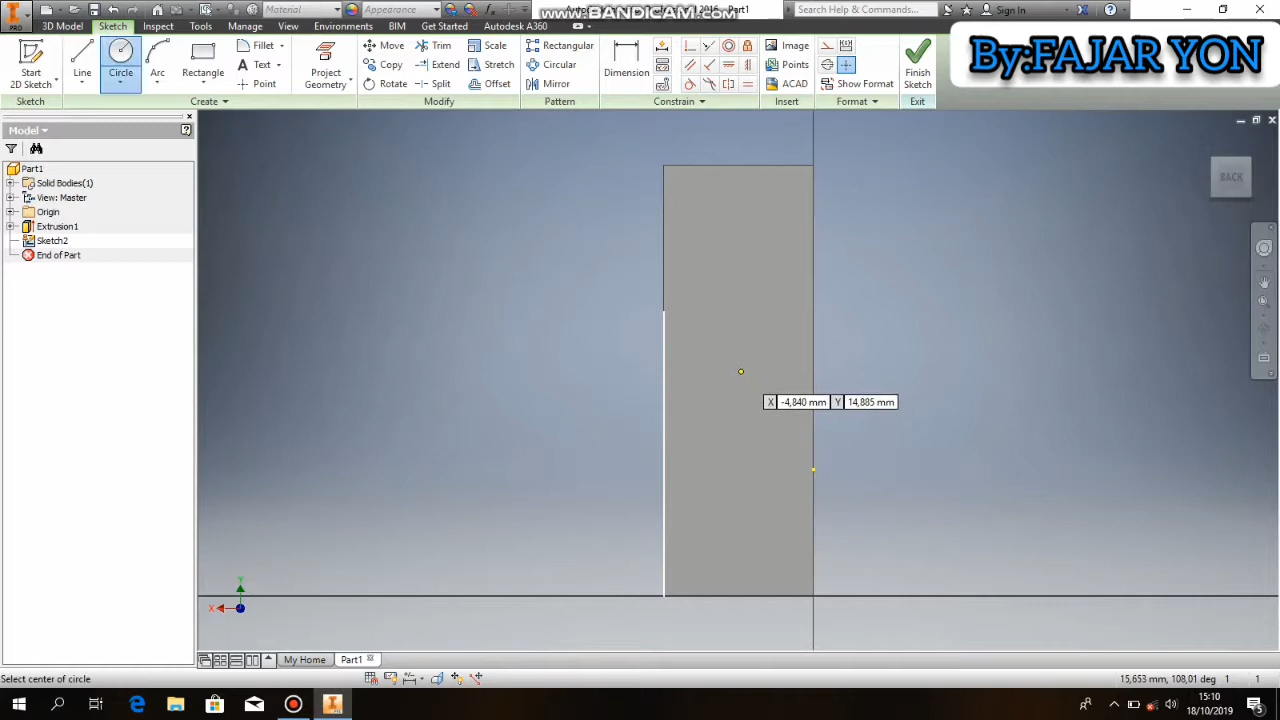 www.BANDICAM.com
Material
Appearance
2016 Part1
Search Help & Commands...
Sign In
By:FAJAR YON
PRO
3D Model
Sketch
Inspect
Tools
Manage
View
Environments
BIM
Get Started
Autodesk A360
Start
2D Sketch
Line
Circle
Arc
Rectangle
Fillet
Text
Point
Project
Geometry
Move
Copy
Rotate
Trim
Extend
Split
Scale
Stretch
Offset
Rectangular
Circular
Mirror
Dimension
Image
Points
ACAD
Show Format
Finish
Sketch
Sketch
Create
Modify
Pattern
Constrain
Insert
Format
Exit
Model
Part1
Solid Bodies(1)
View: Master
Origin
Extrusion1
Sketch2
End of Part
BACK
X -4,840 mm Y 14,885 mm
Y
X
My Home
Part1
Select center of circle
15,653 mm, 108,01 deg 1 1
15:10
18/10/2019
5